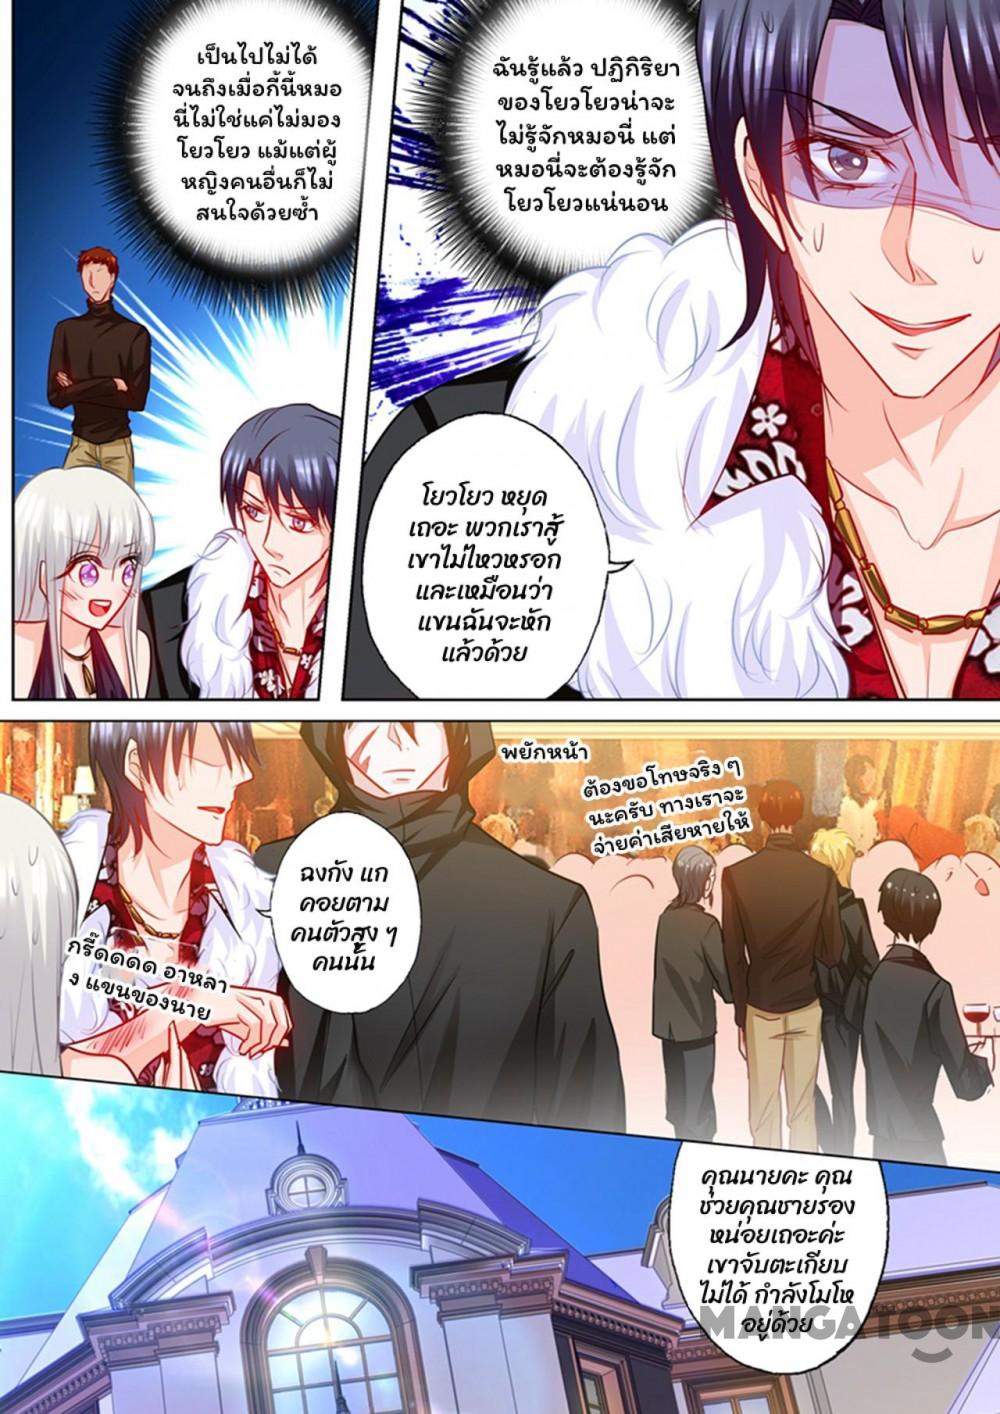 เป็นไปไม่ได้
จนถึงเมื่อกี้นี้หมอ
นี่ไม่ใช่แค่ไม่มอง
โยวโยว แม้แต่ผู้
หญิงคนอื่นก็ไม่
สนใจด้วยซ้ำ
ฉันรู้แล้ว ปฏิกิริยา
ของโยวโยวน่าจะ
ไม่รู้จักหมอนี่ แต่
หมอนี่จะต้องรู้จัก
โยวโยวแน่นอน
โยวโยว หยุด
เถอะ พวกเราสู้
เขาไม่ไหวหรอก
และเหมือนว่า
แขนฉันจะหัก
แล้วด้วย
พยักหน้า
ต้องขอโทษจริง ๆ
นะครับ ทางเราจะ
จ่ายค่าเสียหายให้
ฉงกัง แก
คอยตาม
คนตัวสูง ๆ
คนนั้น
กรี๊ดดดด อาหลา
ง แขนของนาย
คุณนายคะ คุณ
ช่วยคุณชายรอง
หน่อยเถอะค่ะ
เขาจับตะเกียบ
ไม่ได้ กำลังโมโห
อยู่ด้วย
MANGATOON